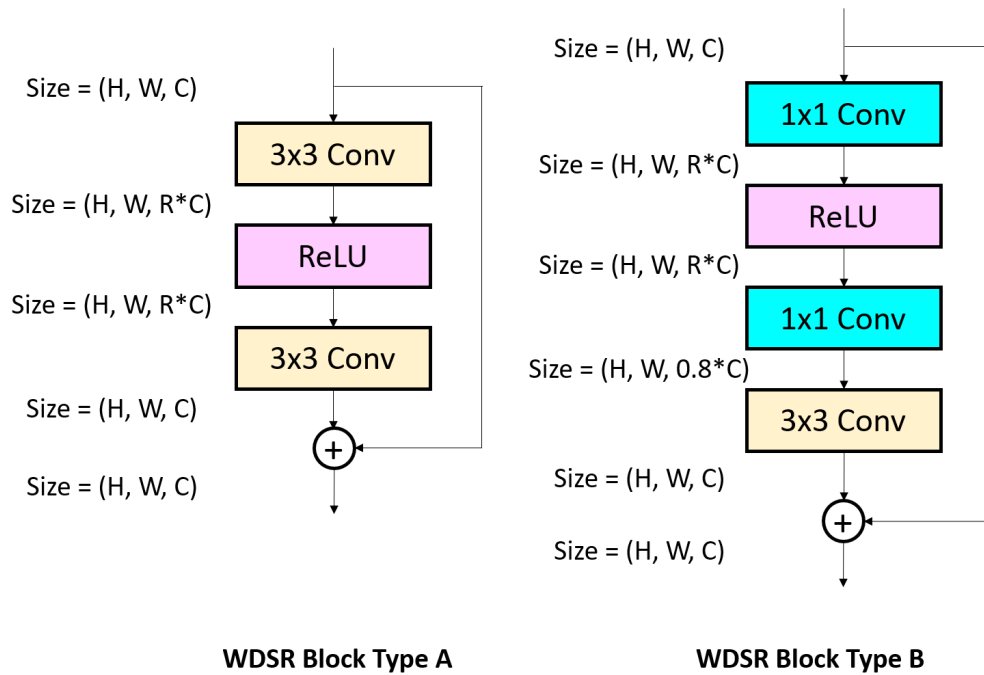 Size = (H, W, C)
3x3 Conv
Size = (H, W, R*C)
ReLU
Size = (H, W, R*C)
3x3 Conv
Size = (H, W, C)
+
Size = (H, W, C)
WDSR Block Type A
Size = (H, W, C)
1x1 Conv
Size = (H, W, R*C)
ReLU
Size = (H, W, R*C)
1x1 Conv
Size = (H, W, 0.8*C)
3x3 Conv
Size = (H, W, C)
+
Size = (H, W, C)
WDSR Block Type B